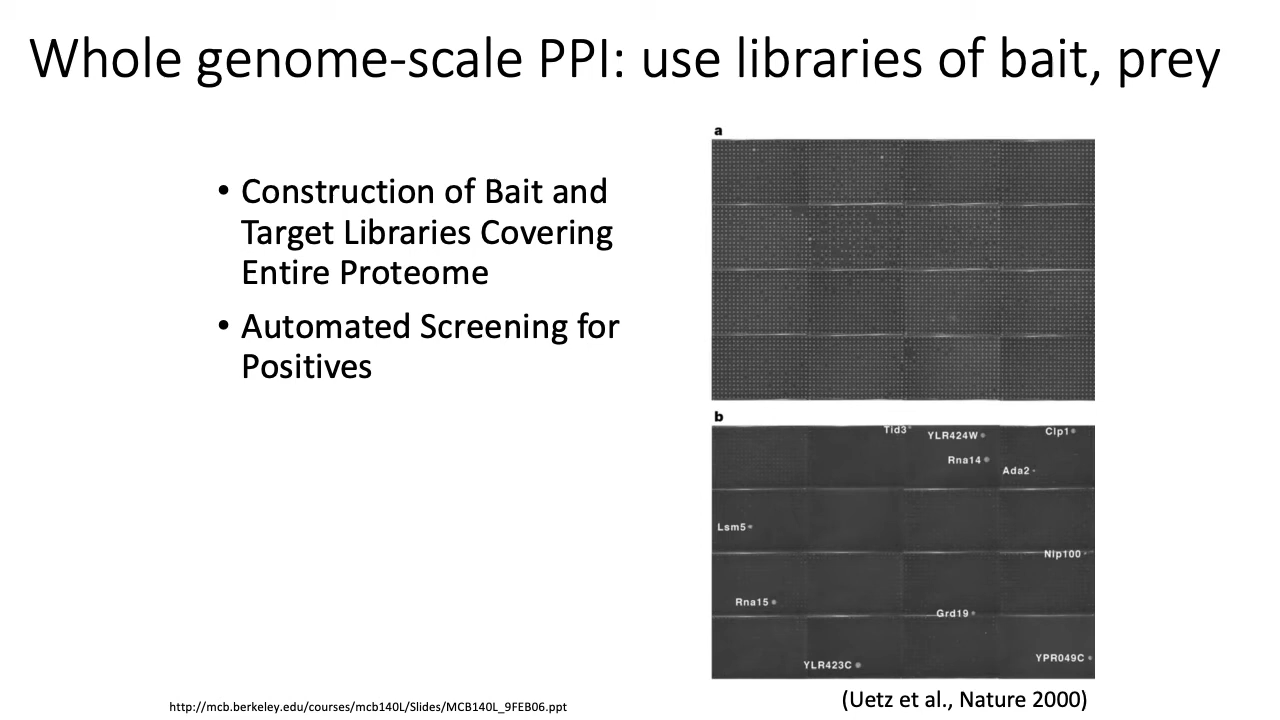 Whole genome-scale PPI: use libraries of bait, prey
• Construction of Bait and
Target Libraries Covering
Entire Proteome
• Automated Screening for
Positives
a
b
Tid3
YLR424W
Clp1
Rna14
Ada2
Lsm5
Nip100
Rna15
Grd19
YPR049C
YLR423C
(Uetz et al., Nature 2000)
http://mcb.berkeley.edu/courses/mcb140L/Slides/MCB140L_9FEB06.ppt